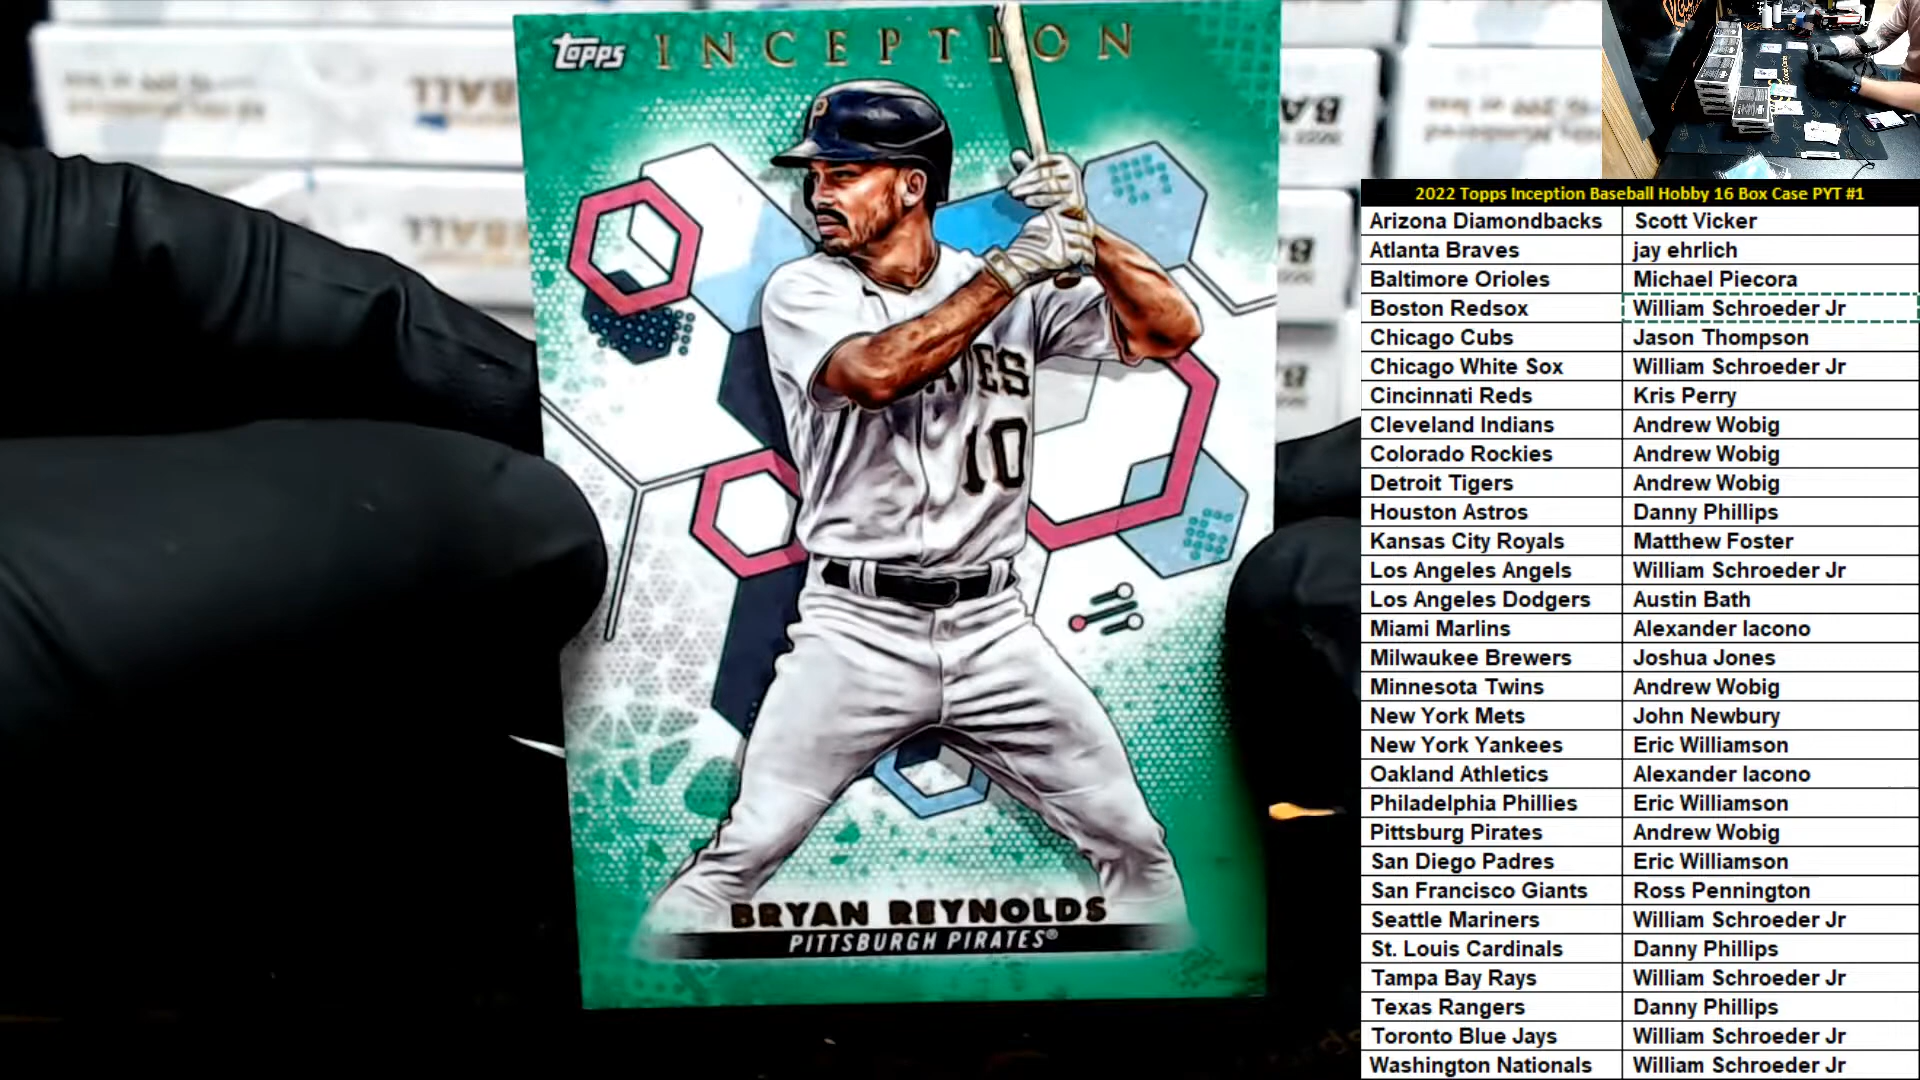 topps INCEPTION
P
ES
10
BRYAN REYNOLDS
PITTSBURGH PIRATES®
2022 Topps Inception Baseball Hobby 16 Box Case PYT #1
Arizona Diamondbacks Scott Vicker
Atlanta Braves jay ehrlich
Baltimore Orioles Michael Piecora
Boston Redsox William Schroeder Jr
Chicago Cubs Jason Thompson
Chicago White Sox William Schroeder Jr
Cincinnati Reds Kris Perry
Cleveland Indians Andrew Wobig
Colorado Rockies Andrew Wobig
Detroit Tigers Andrew Wobig
Houston Astros Danny Phillips
Kansas City Royals Matthew Foster
Los Angeles Angels William Schroeder Jr
Los Angeles Dodgers Austin Bath
Miami Marlins Alexander Iacono
Milwaukee Brewers Joshua Jones
Minnesota Twins Andrew Wobig
New York Mets John Newbury
New York Yankees Eric Williamson
Oakland Athletics Alexander Iacono
Philadelphia Phillies Eric Williamson
Pittsburg Pirates Andrew Wobig
San Diego Padres Eric Williamson
San Francisco Giants Ross Pennington
Seattle Mariners William Schroeder Jr
St. Louis Cardinals Danny Phillips
Tampa Bay Rays William Schroeder Jr
Texas Rangers Danny Phillips
Toronto Blue Jays William Schroeder Jr
Washington Nationals William Schroeder Jr